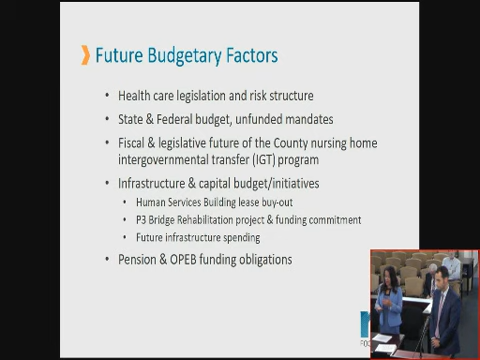 Future Budgetary Factors
• Health care legislation and risk structure
• State & Federal budget, unfunded mandates
• Fiscal & legislative future of the County nursing home
intergovernmental transfer (IGT) program
• Infrastructure & capital budget/initiatives
• Human Services Building lease buy-out
• P3 Bridge Rehabilitation project & funding commitment
• Future infrastructure spending
• Pension & OPEB funding obligations